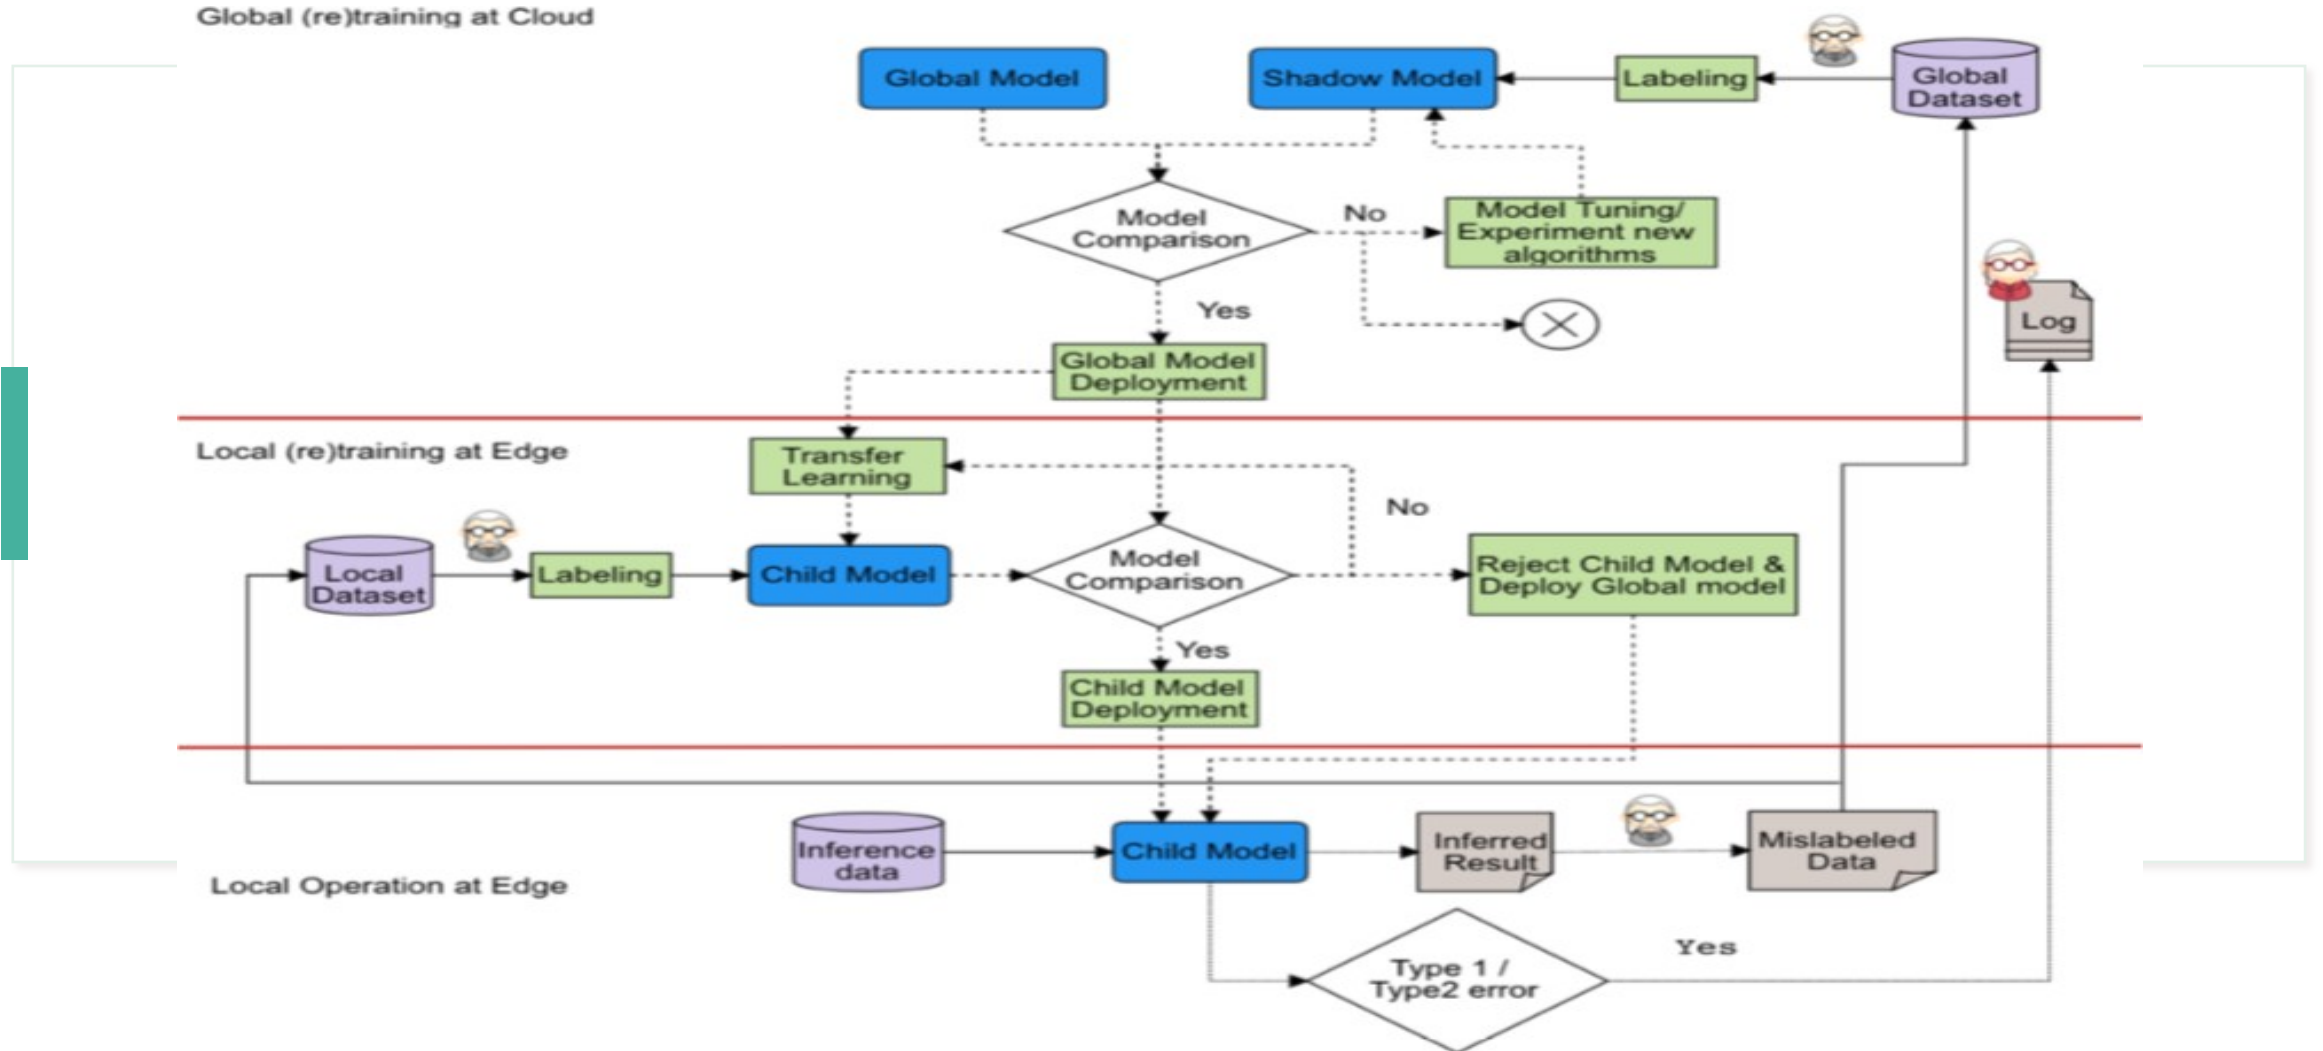 Global (re)training at Cloud
Global Model
Shadow Model
Labeling
Global
Dataset
Model
Comparison
No
Model Tuning/
Experiment new
algorithms
Yes
Log
Global Model
Deployment
Local (re)training at Edge
Transfer
Learning
No
Local
Dataset
Labeling
Child Model
Model
Comparison
Reject Child Model &
Deploy Global model
Yes
Child Model
Deployment
Inference
data
Child Model
Inferred
Result
Mislabeled
Data
Local Operation at Edge
Yes
Type 1 /
Type2 error